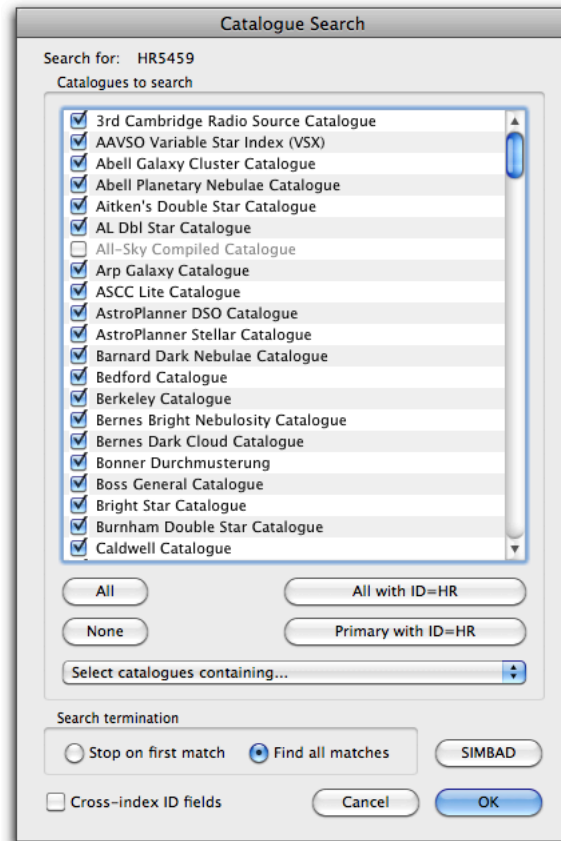 Catalogue Search
Search for: HR5459
Catalogues to search
3rd Cambridge Radio Source Catalogue
AAVSO Variable Star Index (VSX)
Abell Galaxy Cluster Catalogue
Abell Planetary Nebulae Catalogue
Aitken's Double Star Catalogue
AL Dbl Star Catalogue
All-Sky Compiled Catalogue
Arp Galaxy Catalogue
ASCC Lite Catalogue
AstroPlanner DSO Catalogue
AstroPlanner Stellar Catalogue
Barnard Dark Nebulae Catalogue
Bedford Catalogue
Berkeley Catalogue
Bernes Bright Nebulosity Catalogue
Bernes Dark Cloud Catalogue
Bonner Durchmusterung
Boss General Catalogue
Bright Star Catalogue
Burnham Double Star Catalogue
Caldwell Catalogue
All All with ID=HR
None Primary with ID=HR
Select catalogues containing...
Search termination
Stop on first match Find all matches SIMBAD
Cross-index ID fields Cancel OK